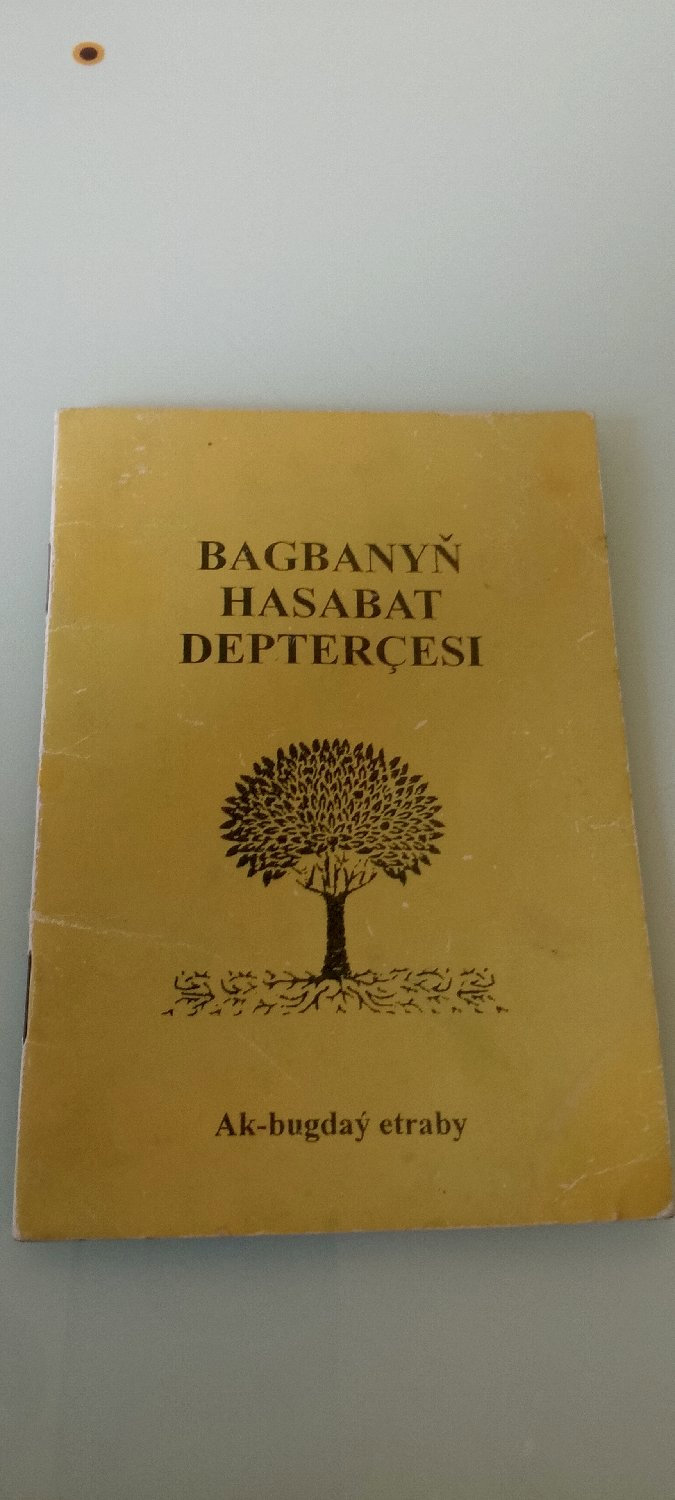 BAGBANYŇ
HASABAT
DEPTERÇESI
Ak-bugdaý etraby